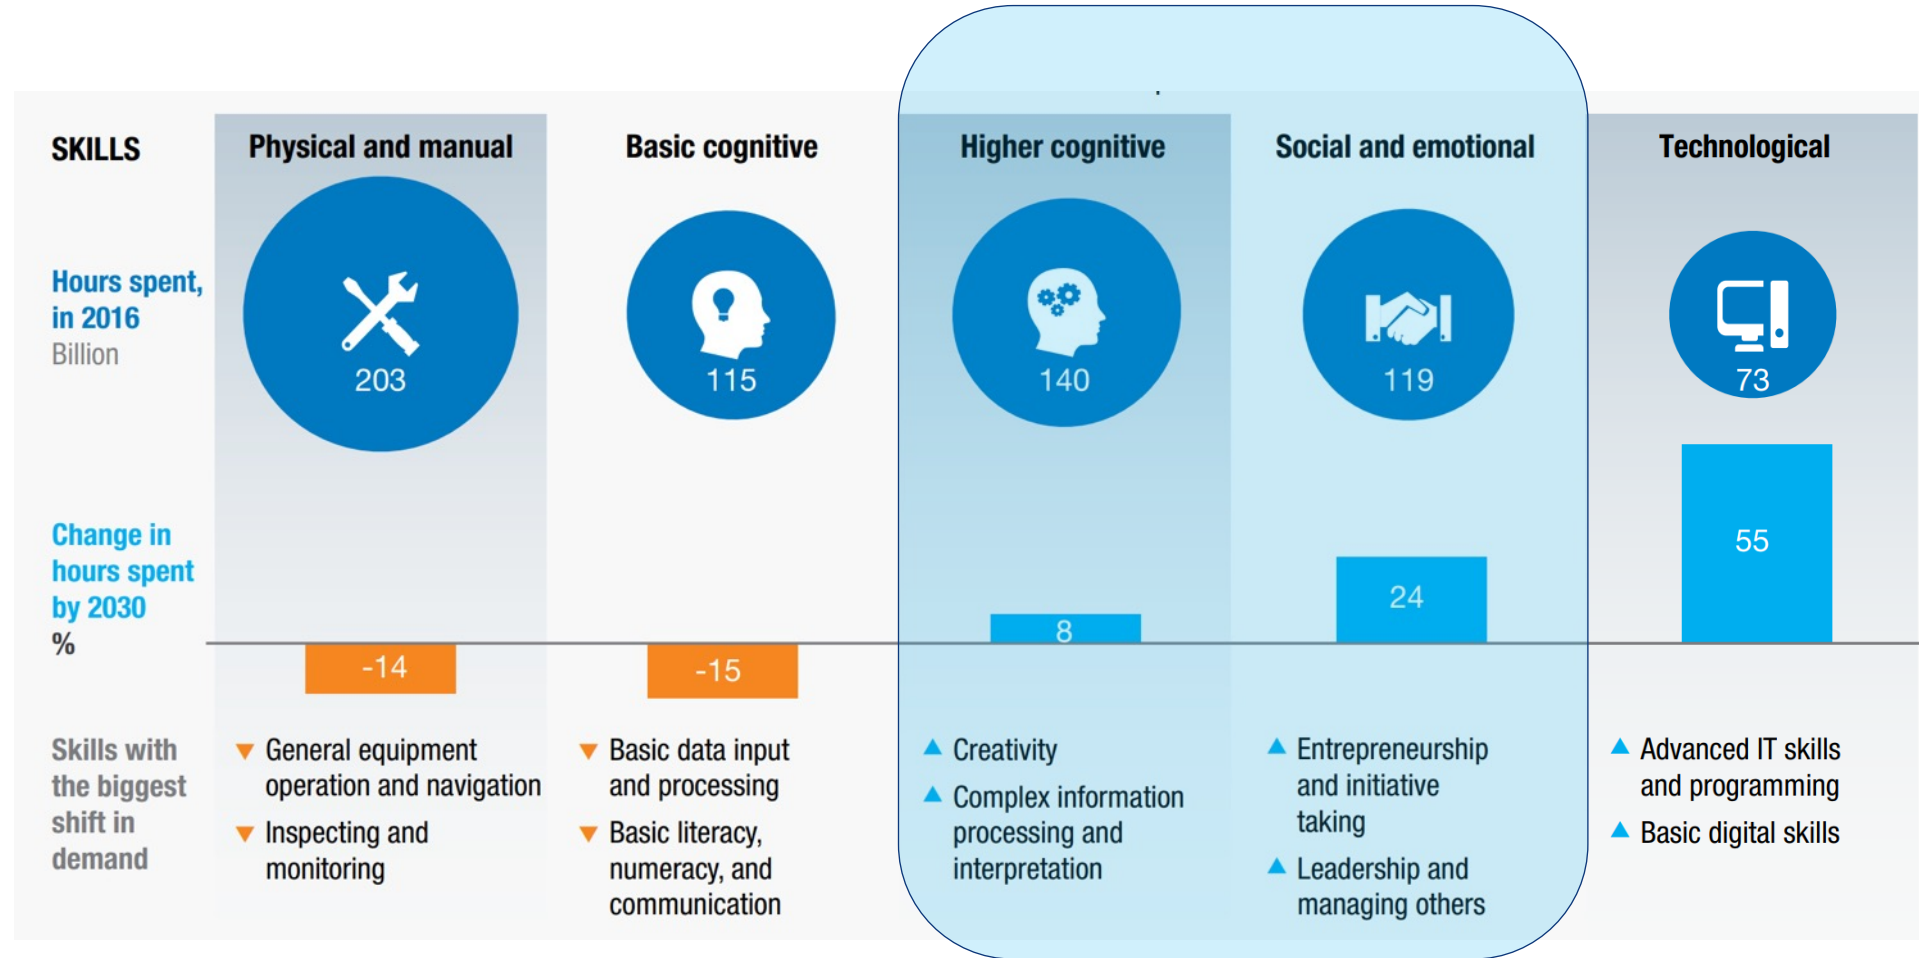 SKILLS
Physical and manual
Basic cognitive
Higher cognitive
Social and emotional
Technological
Hours spent,
in 2016
Billion
203
115
140
119
73
Change in
hours spent
by 2030
%
-14
-15
8
24
55
Skills with
the biggest
shift in
demand
General equipment
operation and navigation
Inspecting and
monitoring
Basic data input
and processing
Basic literacy,
numeracy, and
communication
Creativity
Complex information
processing and
interpretation
Entrepreneurship
and initiative
taking
Leadership and
managing others
Advanced IT skills
and programming
Basic digital skills